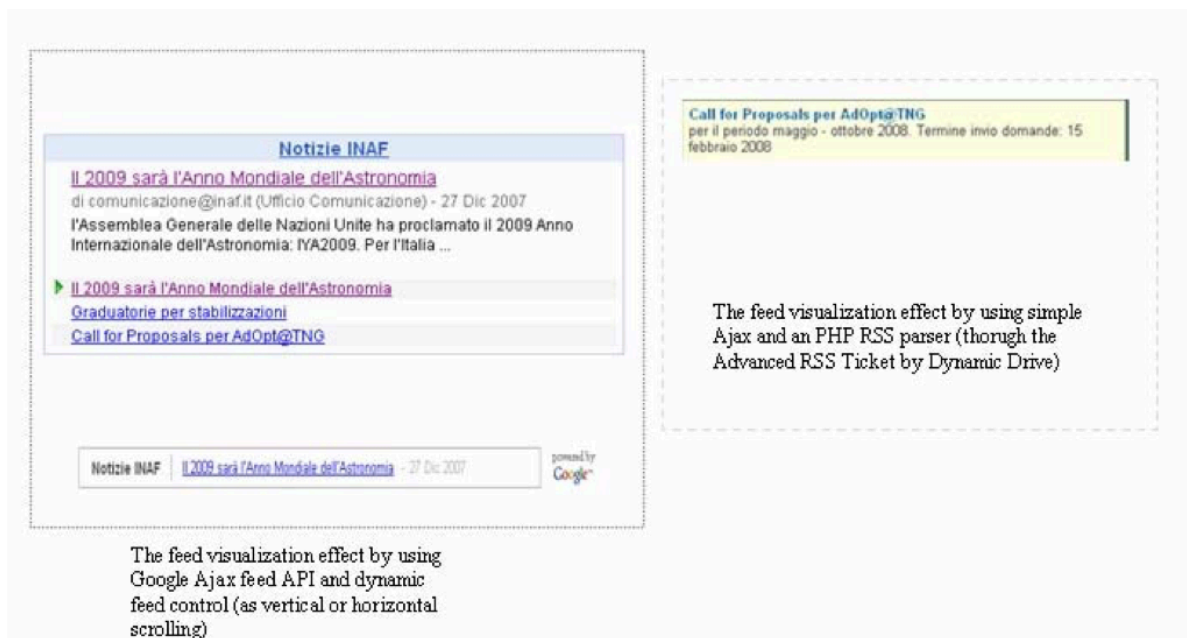 Notizie INAF
Il 2009 sarà l'Anno Mondiale dell'Astronomia
di comunicazione@inaf.it (Ufficio Comunicazione) - 27 Dic 2007
l'Assemblea Generale delle Nazioni Unite ha proclamato il 2009 Anno
Internazionale dell'Astronomia: IYA2009. Per l'Italia ...
Il 2009 sarà l'Anno Mondiale dell'Astronomia
Graduatorie per stabilizzazioni
Call for Proposals per AdOpt@TNG
Notizie INAF Il 2009 sarà l'Anno Mondiale dell'Astronomia - 27 Dic 2007
powered by
Google™
The feed visualization effect by using
Google Ajax feed API and dynamic
feed control (as vertical or horizontal
scrolling)
Call for Proposals per AdOpt@TNG
per il periodo maggio - ottobre 2008. Termine invio domande: 15
febbraio 2008
The feed visualization effect by using simple
Ajax and an PHP RSS parser (thorugh the
Advanced RSS Ticket by Dynamic Drive)